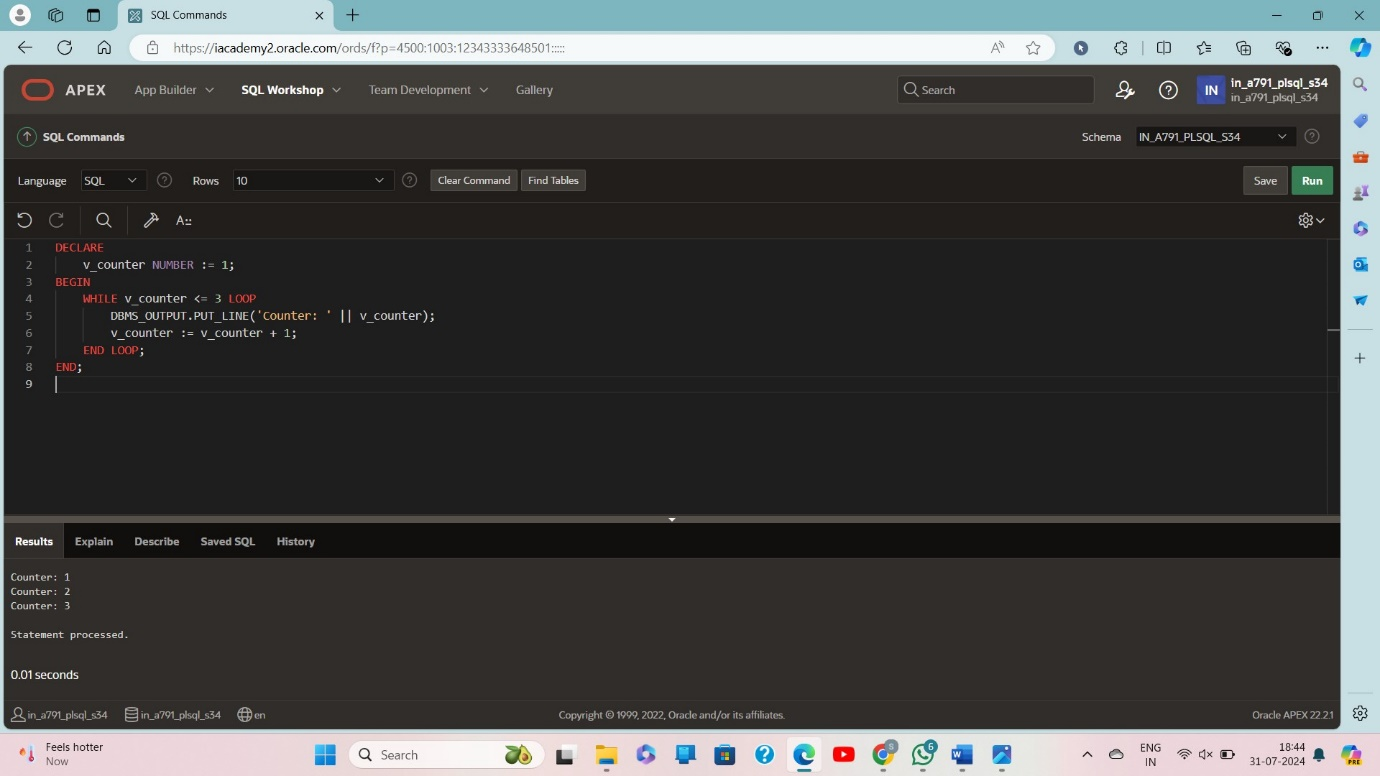 SQL Commands
https://iacademy2.oracle.com/ords/f?p=4500:1003:12343333648501:::::
APEX App Builder SQL Workshop Team Development Gallery Search IN in_a791_plsql_s34
in_a791_plsql_s34
SQL Commands Schema IN_A791_PLSQL_S34
Language SQL Rows 10 Clear Command Find Tables Save Run
A::
1 DECLARE
2 v_counter NUMBER := 1;
3 BEGIN
4 WHILE v_counter <= 3 LOOP
5 DBMS_OUTPUT.PUT_LINE('Counter: ' || v_counter);
6 v_counter := v_counter + 1;
7 END LOOP;
8 END;
9
Results Explain Describe Saved SQL History
Counter: 1
Counter: 2
Counter: 3
Statement processed.
0.01 seconds
in_a791_plsql_s34 in_a791_plsql_s34 en Copyright © 1999, 2022, Oracle and/or its affiliates. Oracle APEX 22.2.1
Feels hotter
Now
Search
S
6
ENG
IN
18:44
31-07-2024
PRE